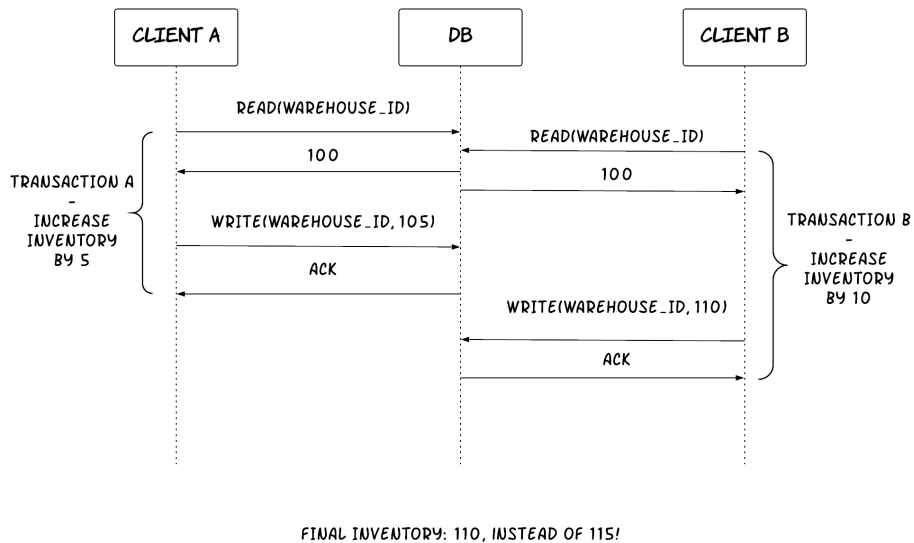 CLIENT A
DB
CLIENT B
READ(WAREHOUSE_ID)
READ(WAREHOUSE_ID)
100
100
TRANSACTION A
-
INCREASE
INVENTORY
BY 5
WRITE(WAREHOUSE_ID, 105)
TRANSACTION B
-
INCREASE
INVENTORY
BY 10
ACK
WRITE(WAREHOUSE_ID, 110)
ACK
FINAL INVENTORY: 110, INSTEAD OF 115!